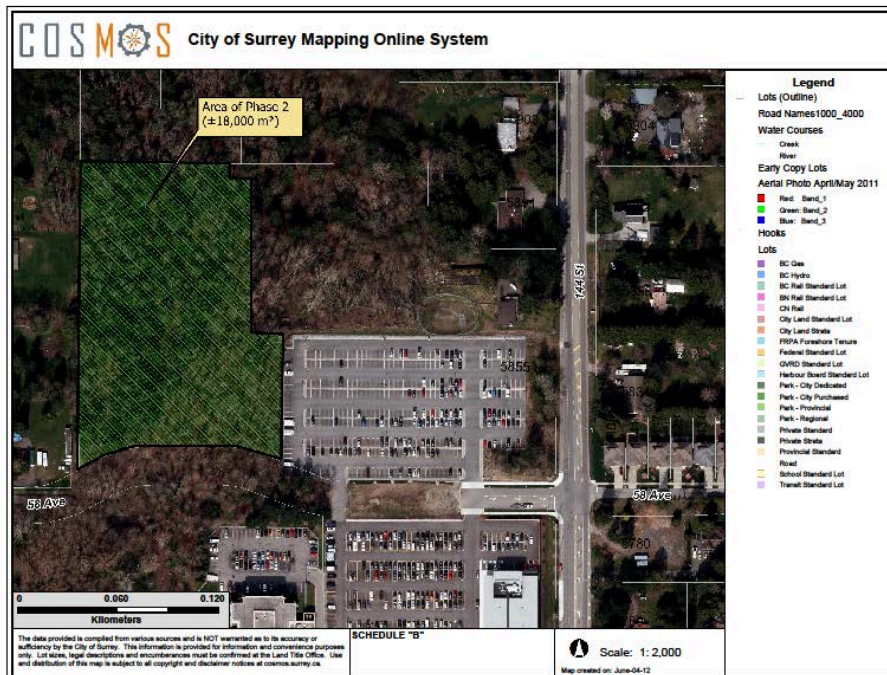 COSMOS
City of Surrey Mapping Online System
Area of Phase 2
(±18,000 m²)
144 St
5855
58 Ave
58 Ave
Legend
Lots (Outline)
Road Names1000_4000
Water Courses
Creek
River
Early Copy Lots
Aerial Photo April/May 2011
Red: Band_1
Green: Band_2
Blue: Band_3
Hooks
Lots
BC Gas
BC Hydro
BC Rail Standard Lot
BN Rail Standard Lot
CN Rail
City Land Standard Lot
City Land Strata
FRPA Foreshore Tenure
Federal Standard Lot
GVRD Standard Lot
Harbour Board Standard Lot
Park - City Dedicated
Park - City Purchased
Park - Provincial
Park - Regional
Private Standard
Private Strata
Provincial Standard
Road
School Standard Lot
Transit Standard Lot
0 0.060 0.120
Kilometers
The data provided is compiled from various sources and is NOT warranted as to its accuracy or
sufficiency by the City of Surrey. This information is provided for information and convenience purposes
only. Lot sizes, legal descriptions and encumbrances must be confirmed at the Land Title Office. Use
and distribution of this map is subject to all copyright and disclaimer notices at cosmos.surrey.ca.
SCHEDULE "B"
Scale: 1: 2,000
Map created on: June-04-12